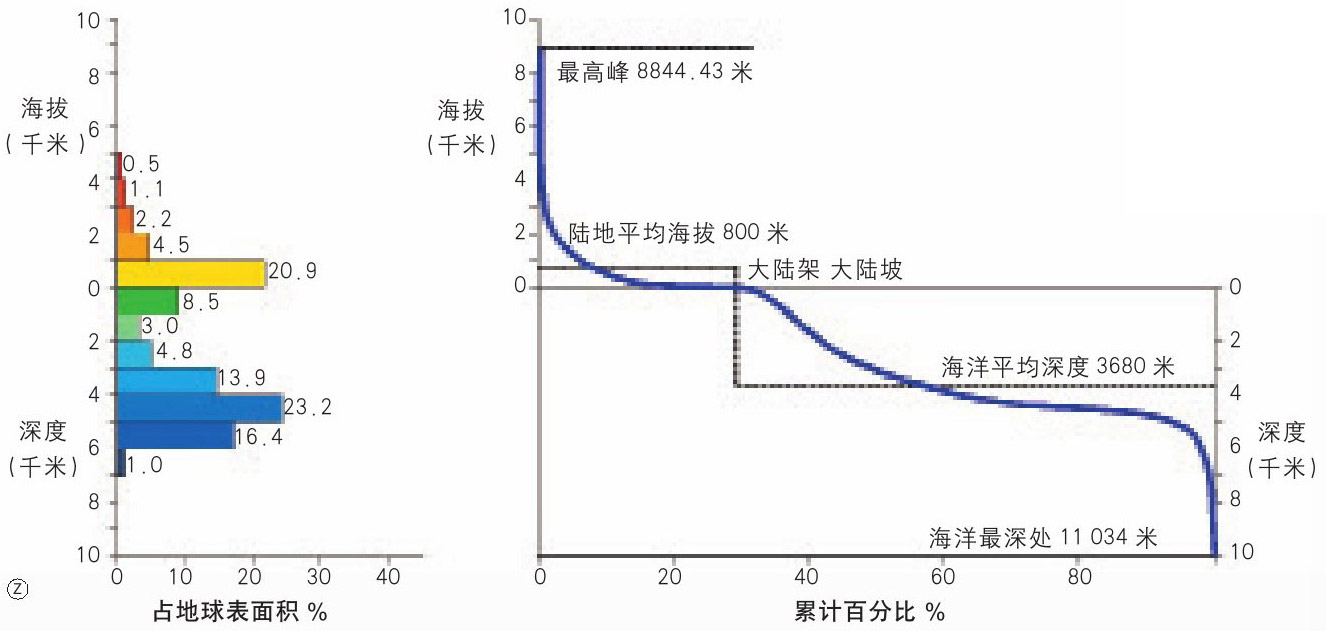 10
8
海拔
(千米)
6
4
2
0
2
4
深度
(千米)
6
8
10
0.5
1.1
2.2
4.5
20.9
8.5
3.0
4.8
13.9
23.2
16.4
1.0
0 10 20 30 40
占地球表面积 %
Z
10
8
海拔
(千米)
6
4
2
0
最高峰 8844.43 米
陆地平均海拔 800 米
大陆架 大陆坡
海洋平均深度 3680 米
海洋最深处 11 034 米
0
2
4
深度
(千米)
6
8
10
0 20 40 60 80
累计百分比 %